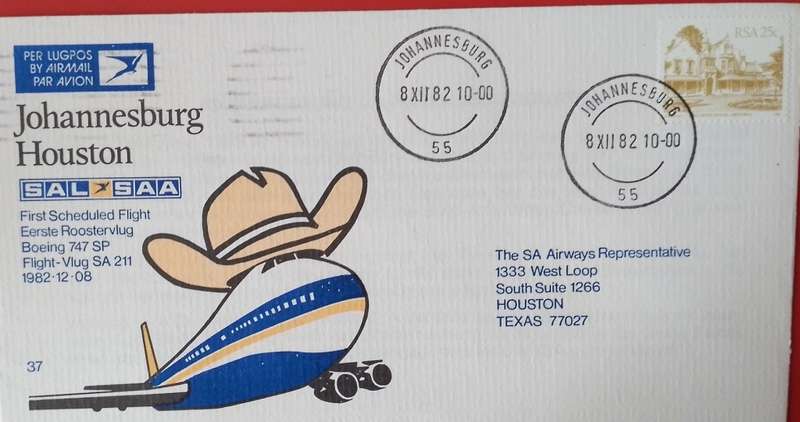 PER LUGPOS
BY AIRMAIL
PAR AVION
Johannesburg
Houston
SAL SAA
First Scheduled Flight
Eerste Roostervlug
Boeing 747 SP
Flight-Vlug SA 211
1982·12·08
37
JOHANNESBURG
8 XII 82 10-00
55
JOHANNESBURG
8 XII 82 10-00
55
RSA 25c
The SA Airways Representative
1333 West Loop
South Suite 1266
HOUSTON
TEXAS 77027